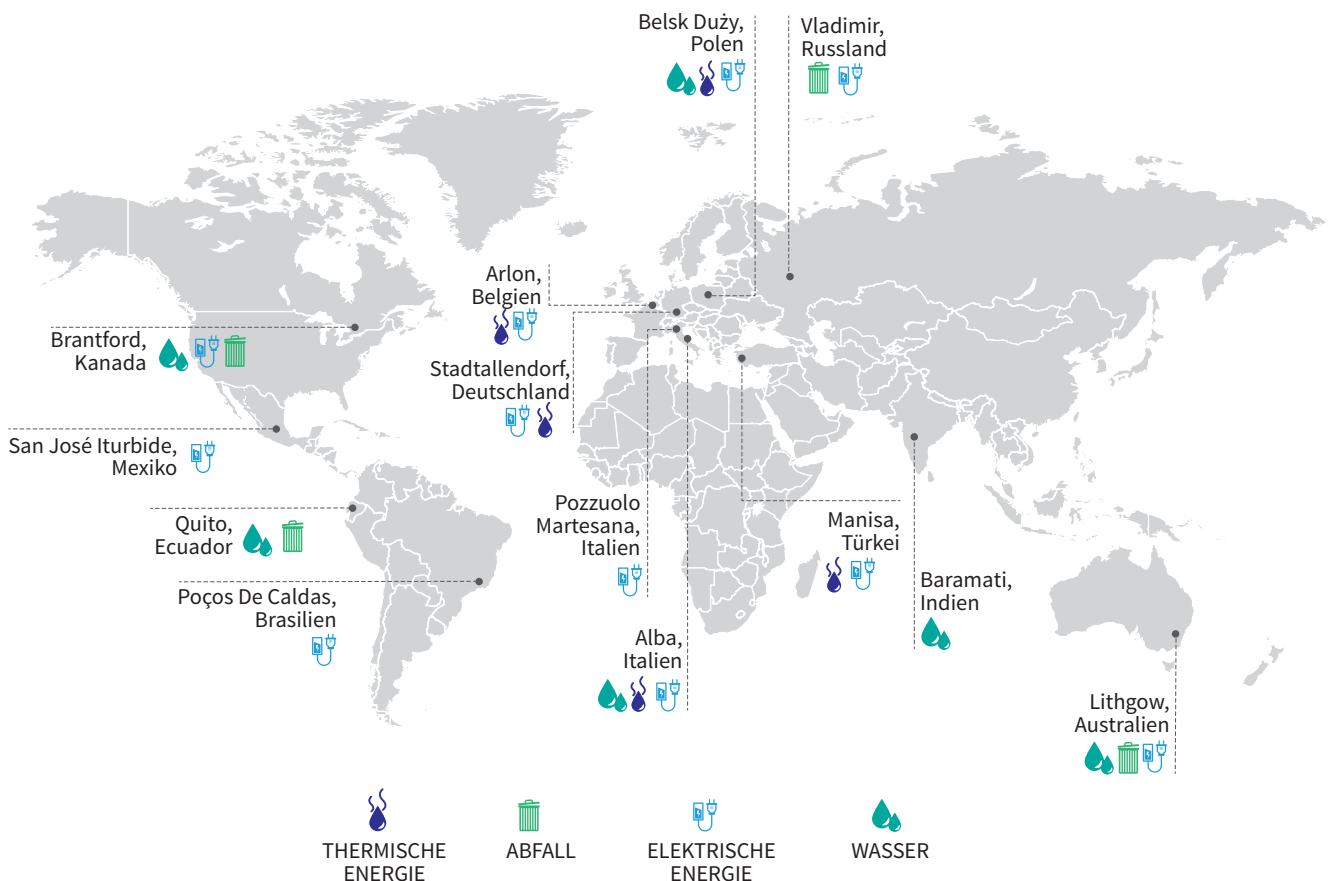 Belsk Duży,
Polen
Vladimir,
Russland
Arlon,
Belgien
Brantford,
Kanada
Stadtallendorf,
Deutschland
San José Iturbide,
Mexiko
Quito,
Ecuador
Pozzuolo
Martesana,
Italien
Manisa,
Türkei
Baramati,
Indien
Poços De Caldas,
Brasilien
Alba,
Italien
Lithgow,
Australien
THERMISCHE
ENERGIE
ABFALL
ELEKTRISCHE
ENERGIE
WASSER